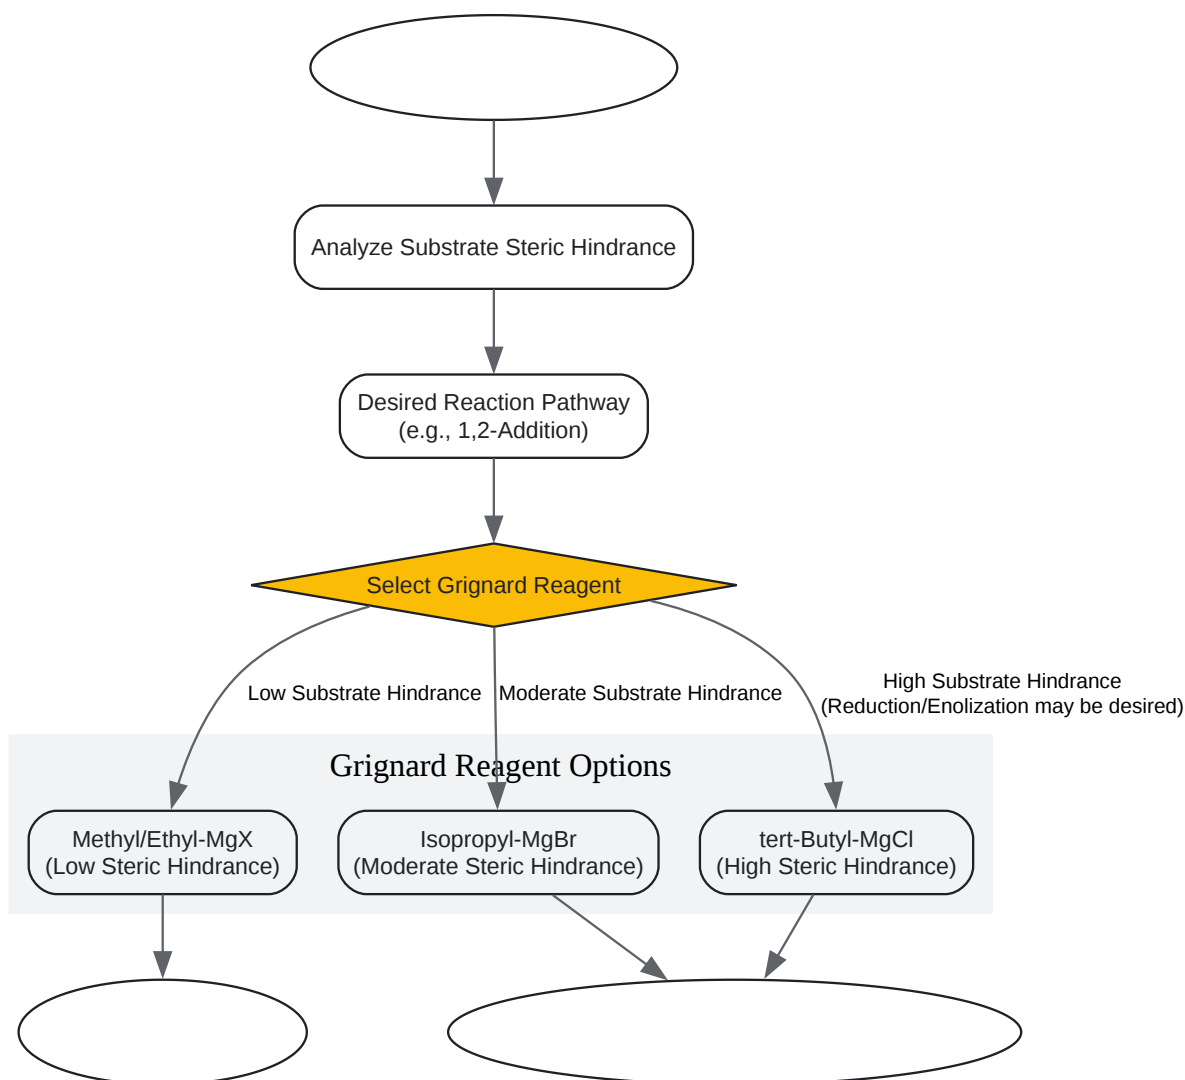 Analyze Substrate Steric Hindrance
Desired Reaction Pathway
(e.g., 1,2-Addition)
Select Grignard Reagent
Low Substrate Hindrance
Moderate Substrate Hindrance
High Substrate Hindrance
(Reduction/Enolization may be desired)
Grignard Reagent Options
Methyl/Ethyl-MgX
(Low Steric Hindrance)
Isopropyl-MgBr
(Moderate Steric Hindrance)
tert-Butyl-MgCl
(High Steric Hindrance)